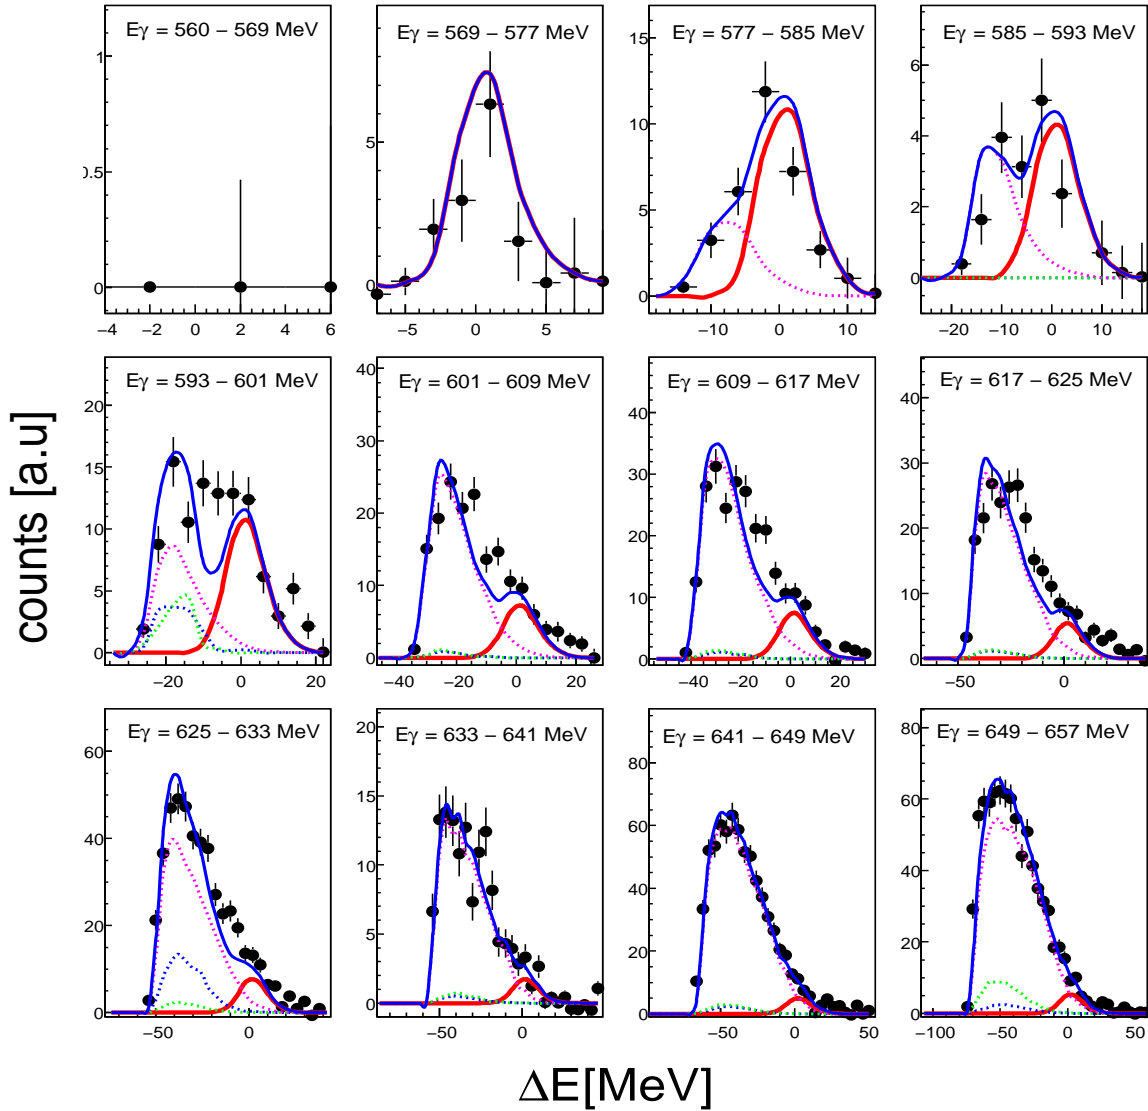 Eγ = 560 − 569 MeV
1
0.5
0
−4 −2 0 2 4 6
Eγ = 569 − 577 MeV
5
0
−5 0 5
Eγ = 577 − 585 MeV
15
10
5
0
−10 0 10
Eγ = 585 − 593 MeV
6
4
2
0
−20 −10 0 10
Eγ = 593 − 601 MeV
20
15
10
5
0
−20 0 20
Eγ = 601 − 609 MeV
40
30
20
10
0
−40 −20 0 20
Eγ = 609 − 617 MeV
40
30
20
10
0
−40 −20 0 20
Eγ = 617 − 625 MeV
40
20
0
−50 0
Eγ = 625 − 633 MeV
60
40
20
0
−50 0
Eγ = 633 − 641 MeV
15
10
5
0
−50 0
Eγ = 641 − 649 MeV
80
60
40
20
0
−50 0 50
Eγ = 649 − 657 MeV
80
60
40
20
0
−100 −50 0 50
counts [a.u]
ΔE[MeV]